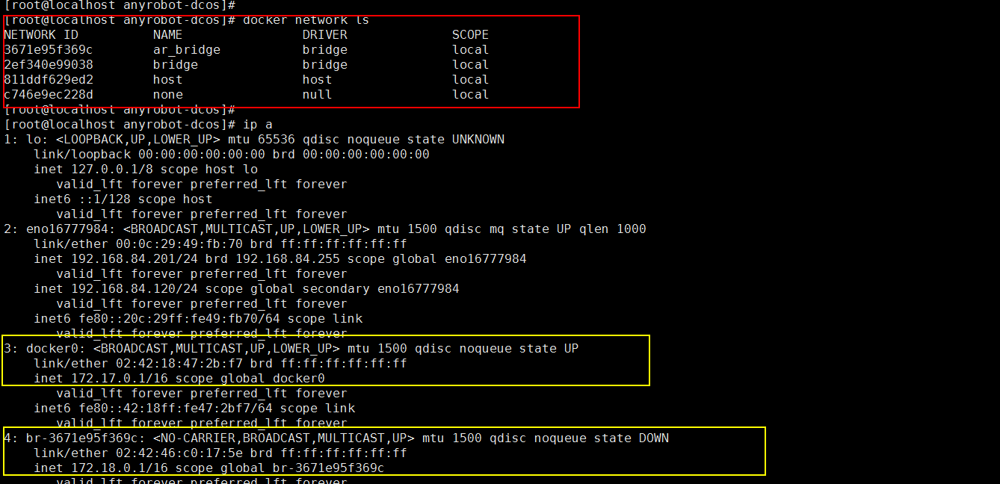 [root@localhost anyrobot-dcos]#
[root@localhost anyrobot-dcos]# docker network ls
NETWORK ID          NAME                DRIVER              SCOPE
3671e95f369c        ar_bridge           bridge              local
2ef340e99038        bridge              bridge              local
811ddf629ed2        host                host                local
c746e9ec228d        none                null                local
[root@localhost anyrobot-dcos]#
[root@localhost anyrobot-dcos]# ip a
1: lo: <LOOPBACK,UP,LOWER_UP> mtu 65536 qdisc noqueue state UNKNOWN
    link/loopback 00:00:00:00:00:00 brd 00:00:00:00:00:00
    inet 127.0.0.1/8 scope host lo
       valid_lft forever preferred_lft forever
    inet6 ::1/128 scope host
       valid_lft forever preferred_lft forever
2: eno16777984: <BROADCAST,MULTICAST,UP,LOWER_UP> mtu 1500 qdisc mq state UP qlen 1000
    link/ether 00:0c:29:49:fb:70 brd ff:ff:ff:ff:ff:ff
    inet 192.168.84.201/24 brd 192.168.84.255 scope global eno16777984
       valid_lft forever preferred_lft forever
    inet 192.168.84.120/24 scope global secondary eno16777984
       valid_lft forever preferred_lft forever
    inet6 fe80::20c:29ff:fe49:fb70/64 scope link
       valid_lft forever preferred_lft forever
3: docker0: <BROADCAST,MULTICAST,UP,LOWER_UP> mtu 1500 qdisc noqueue state UP
    link/ether 02:42:18:47:2b:f7 brd ff:ff:ff:ff:ff:ff
    inet 172.17.0.1/16 scope global docker0
       valid_lft forever preferred_lft forever
    inet6 fe80::42:18ff:fe47:2bf7/64 scope link
       valid_lft forever preferred_lft forever
4: br-3671e95f369c: <NO-CARRIER,BROADCAST,MULTICAST,UP> mtu 1500 qdisc noqueue state DOWN
    link/ether 02:42:46:c0:17:5e brd ff:ff:ff:ff:ff:ff
    inet 172.18.0.1/16 scope global br-3671e95f369c
       valid_lft forever preferred_lft forever